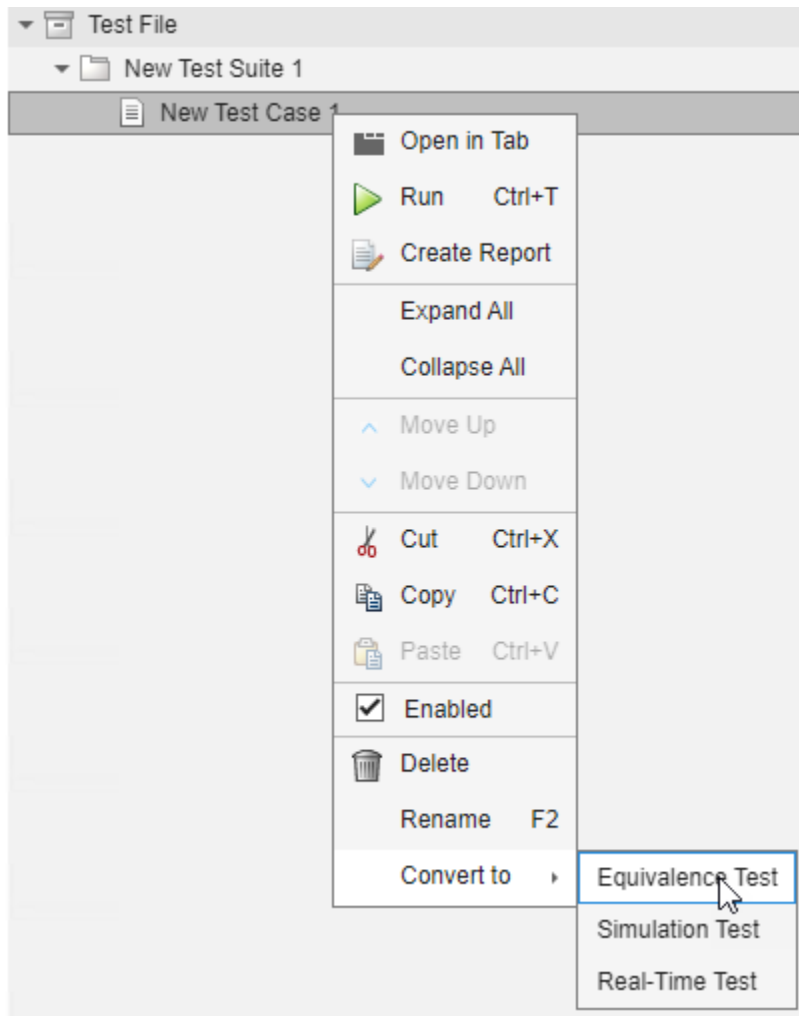 Test File
New Test Suite 1
New Test Case 1
Open in Tab
Run Ctrl+T
Create Report
Expand All
Collapse All
Move Up
Move Down
Cut Ctrl+X
Copy Ctrl+C
Paste Ctrl+V
Enabled
Delete
Rename F2
Convert to
Equivalence Test
Simulation Test
Real-Time Test